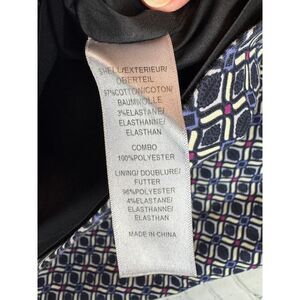 SHELL/EXTERIEUR/
OBERTEIL
97%COTTON/COTON/
BAUMWOLLE
3%ELASTANE/
ELASTHANNE/
ELASTHAN
COMBO
100%POLYESTER
LINING/DOUBLURE/
FUTTER
96%POLYESTER
4%ELASTANE/
ELASTHANNE/
ELASTHAN
MADE IN CHINA